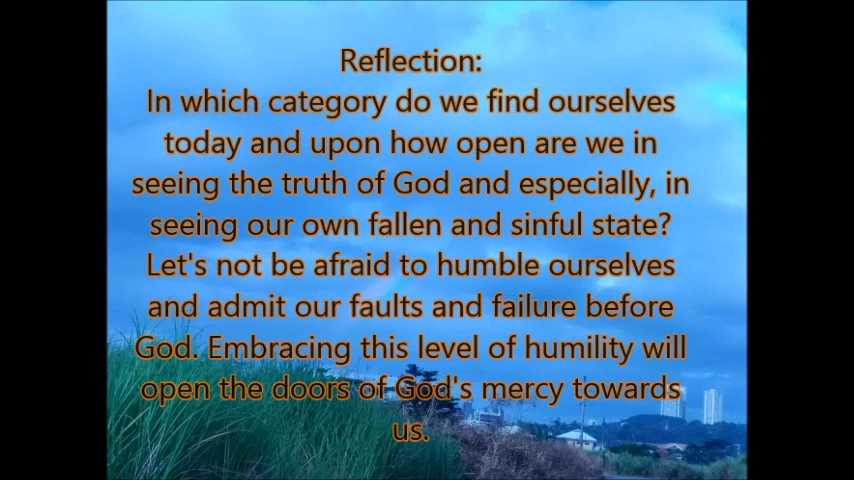 Reflection:
In which category do we find ourselves
today and upon how open are we in
seeing the truth of God and especially, in
seeing our own fallen and sinful state?
Let's not be afraid to humble ourselves
and admit our faults and failure before
God. Embracing this level of humility will
open the doors of God's mercy towards
us.